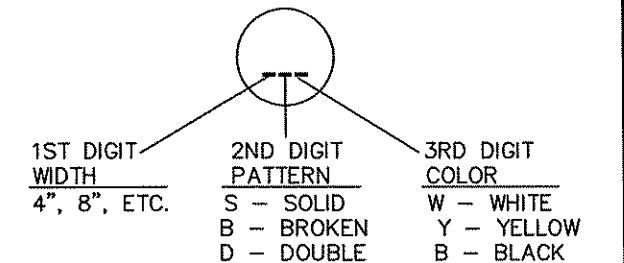 1ST DIGIT
WIDTH
4", 8", ETC.
2ND DIGIT
PATTERN
S – SOLID
B – BROKEN
D – DOUBLE
3RD DIGIT
COLOR
W – WHITE
Y – YELLOW
B – BLACK